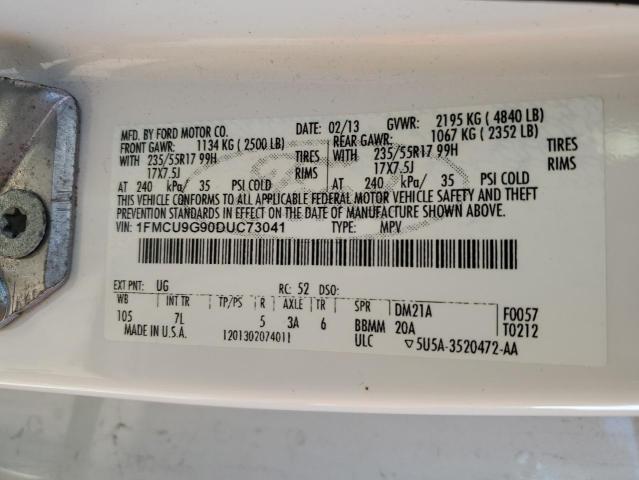 MFD. BY FORD MOTOR CO. 02/13 GVWR: 2195 KG ( 4840 LB)
FRONT GAWR: 1134 KG ( 2500 LB) REAR GAWR: 1067 KG ( 2352 LB)
WITH 235/55R17 99H TIRES WITH 235/55R17 99H TIRES
17X7.5J RIMS 17X7.5J RIMS
AT 240 kPa/ 35 PSI COLD AT 240 kPa/ 35 PSI COLD
THIS VEHICLE CONFORMS TO ALL APPLICABLE FEDERAL MOTOR VEHICLE SAFETY AND THEFT
PREVENTION STANDARDS IN EFFECT ON THE DATE OF MANUFACTURE SHOWN ABOVE.
VIN: 1FMCU9G90DUC73041 TYPE: MPV
EXT PNT: UG RC: 52 DSO:
WB INT TR TP/PS R AXLE TR SPR DM21A F0057
105 7L 5 3A 6 BBMM 20A T0212
MADE IN U.S.A. 1201302074011 ULC ▽5U5A-3520472-AA